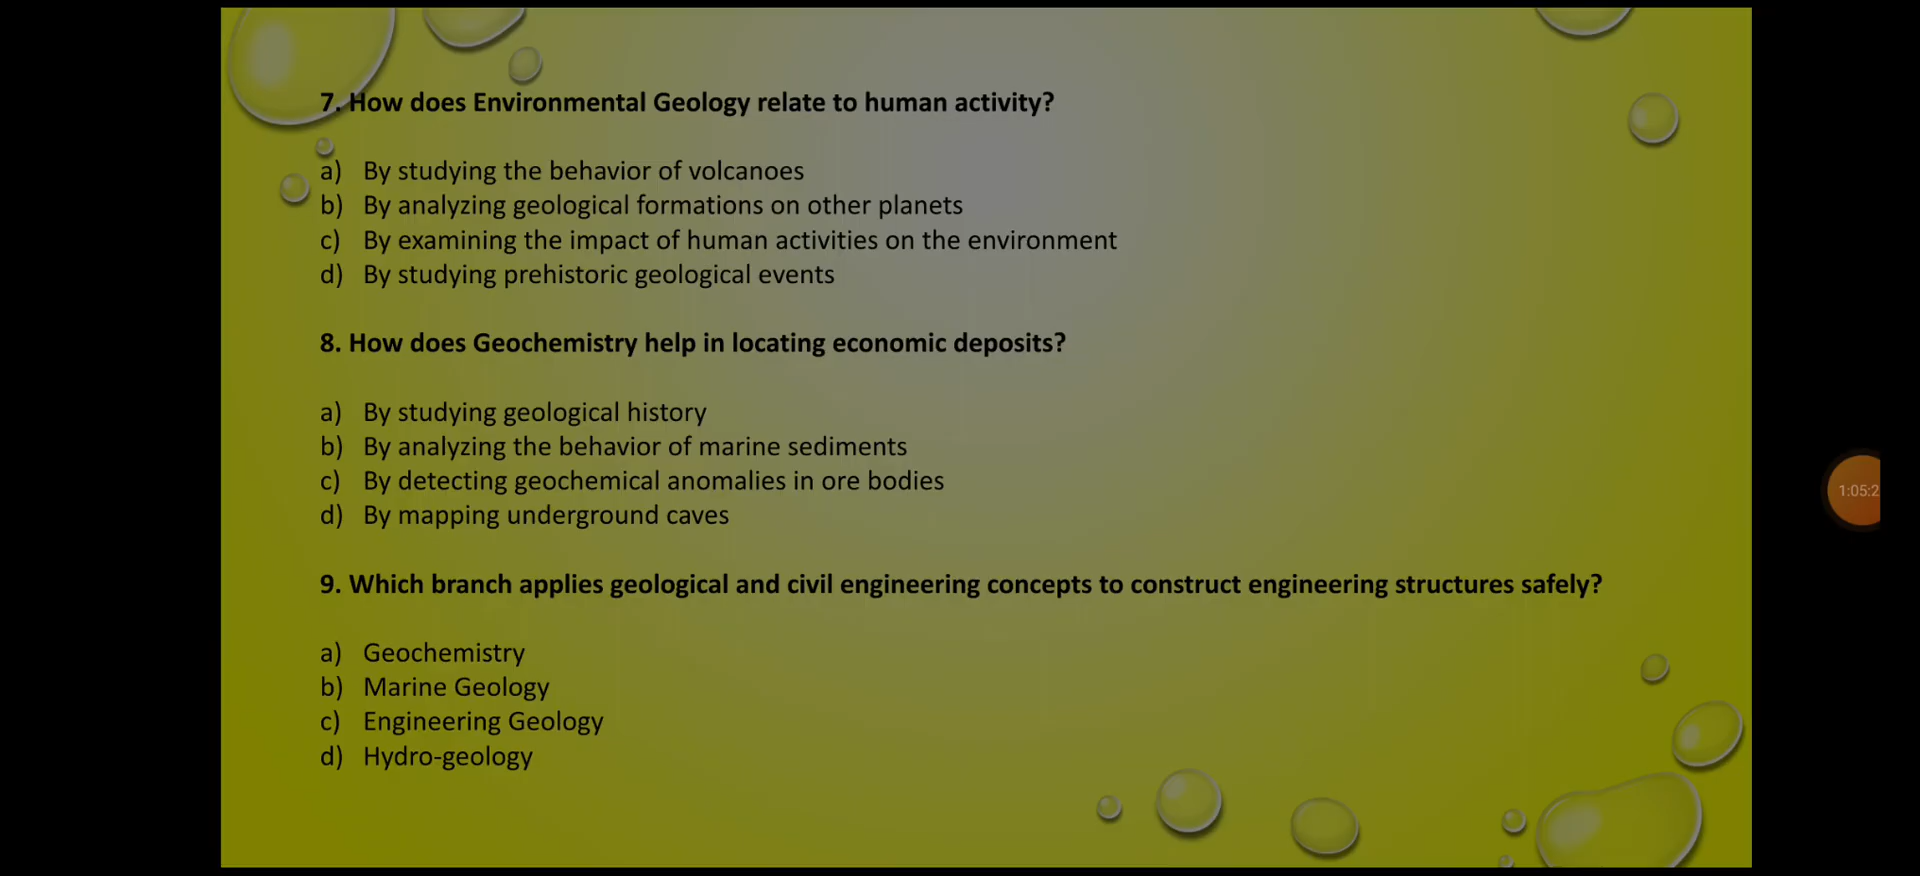 7. How does Environmental Geology relate to human activity?
a) By studying the behavior of volcanoes
b) By analyzing geological formations on other planets
c) By examining the impact of human activities on the environment
d) By studying prehistoric geological events
8. How does Geochemistry help in locating economic deposits?
a) By studying geological history
b) By analyzing the behavior of marine sediments
c) By detecting geochemical anomalies in ore bodies
d) By mapping underground caves
9. Which branch applies geological and civil engineering concepts to construct engineering structures safely?
a) Geochemistry
b) Marine Geology
c) Engineering Geology
d) Hydro-geology
1:05:2